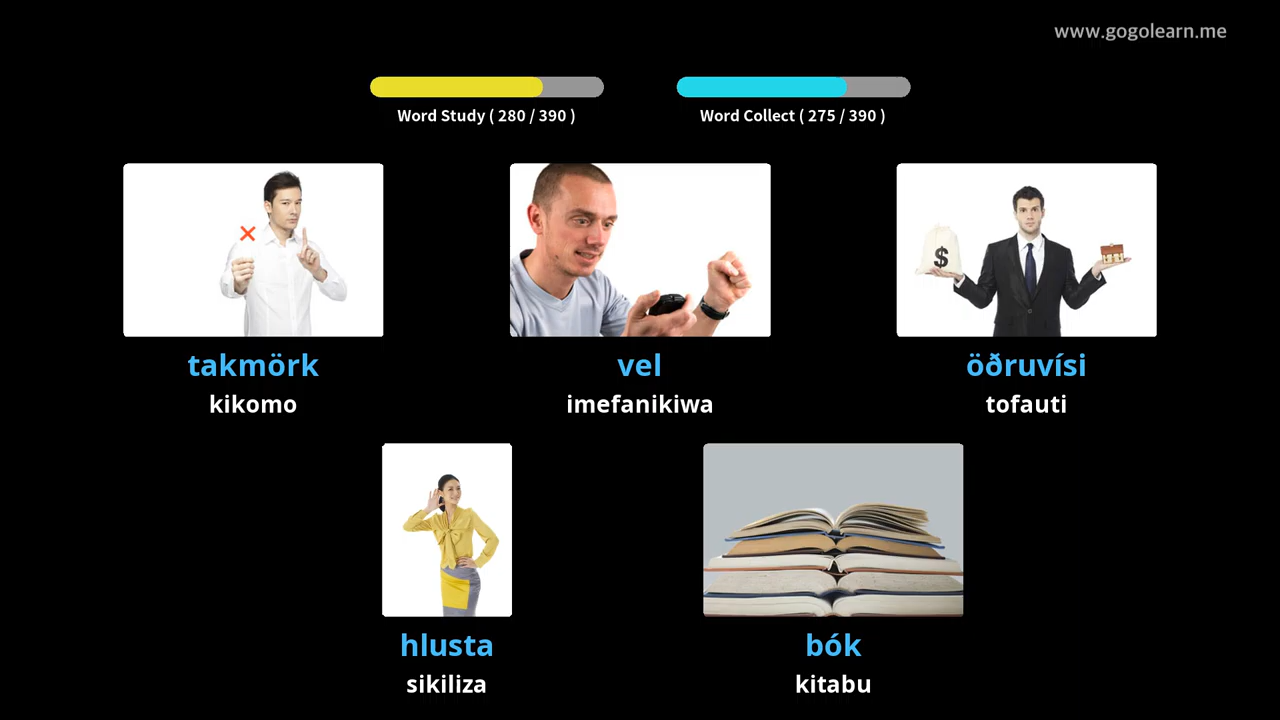 www.gogolearn.me
Word Study ( 280 / 390 )
Word Collect ( 275 / 390 )
takmörk
kikomo
vel
imefanikiwa
öðruvísi
tofauti
$
hlusta
sikiliza
bók
kitabu